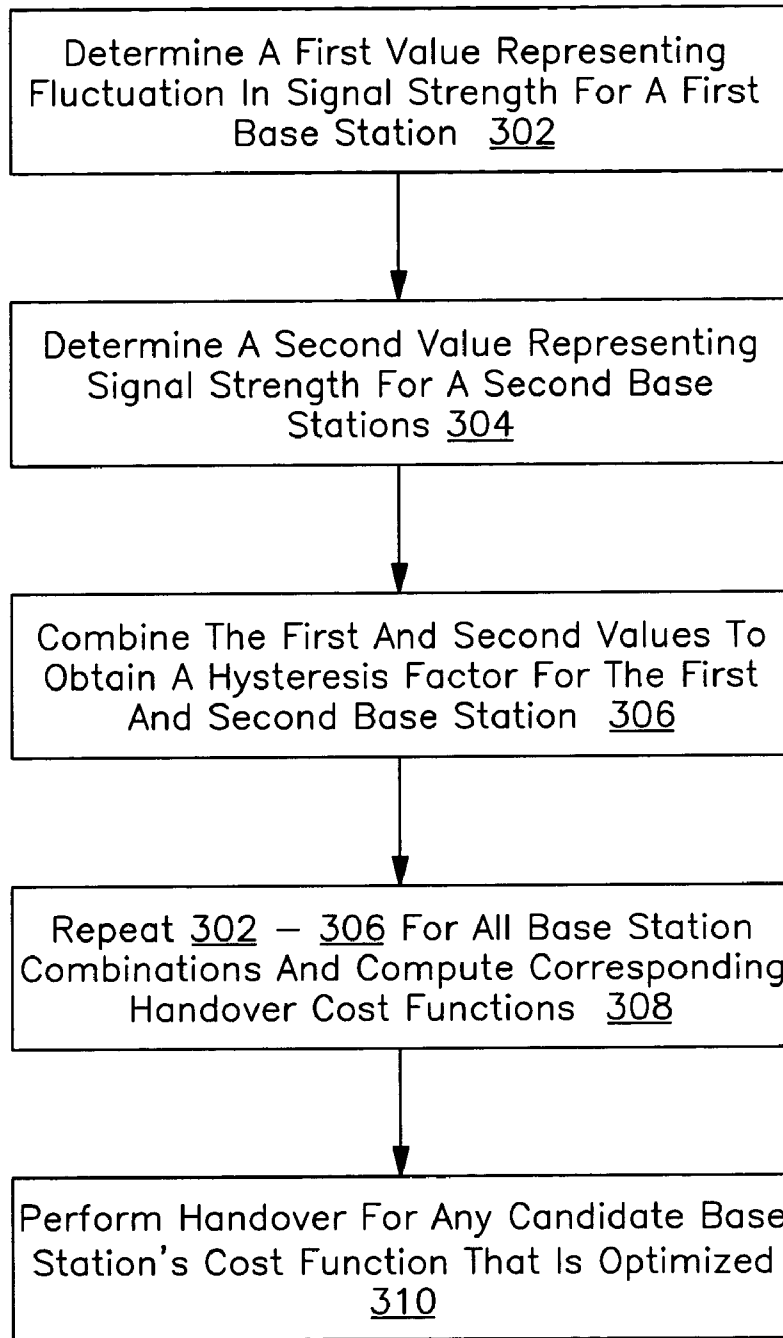 Determine A First Value Representing
Fluctuation In Signal Strength For A First
Base Station 302
Determine A Second Value Representing
Signal Strength For A Second Base
Stations 304
Combine The First And Second Values To
Obtain A Hysteresis Factor For The First
And Second Base Station 306
Repeat 302 – 306 For All Base Station
Combinations And Compute Corresponding
Handover Cost Functions 308
Perform Handover For Any Candidate Base
Station's Cost Function That Is Optimized
310